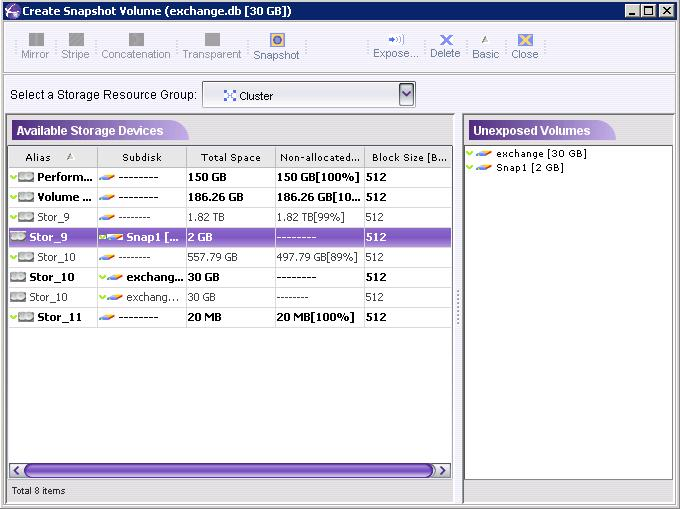 Create Snapshot Volume (exchange.db [30 GB])
Mirror Stripe Concatenation Transparent Snapshot Expose... Delete Basic Close
Select a Storage Resource Group: Cluster
Available Storage Devices
Alias Subdisk Total Space Non-allocated... Block Size [B...
Perform... -------- 150 GB 150 GB[100%] 512
Volume ... -------- 186.26 GB 186.26 GB[10... 512
Stor_9 -------- 1.82 TB 1.82 TB[99%] 512
Stor_9 Snap1 [... 2 GB -------- 512
Stor_10 -------- 557.79 GB 497.79 GB[89%] 512
Stor_10 exchang... 30 GB -------- 512
Stor_10 exchang... 30 GB -------- 512
Stor_11 -------- 20 MB 20 MB[100%] 512
Total 8 items
Unexposed Volumes
exchange [30 GB]
Snap1 [2 GB]